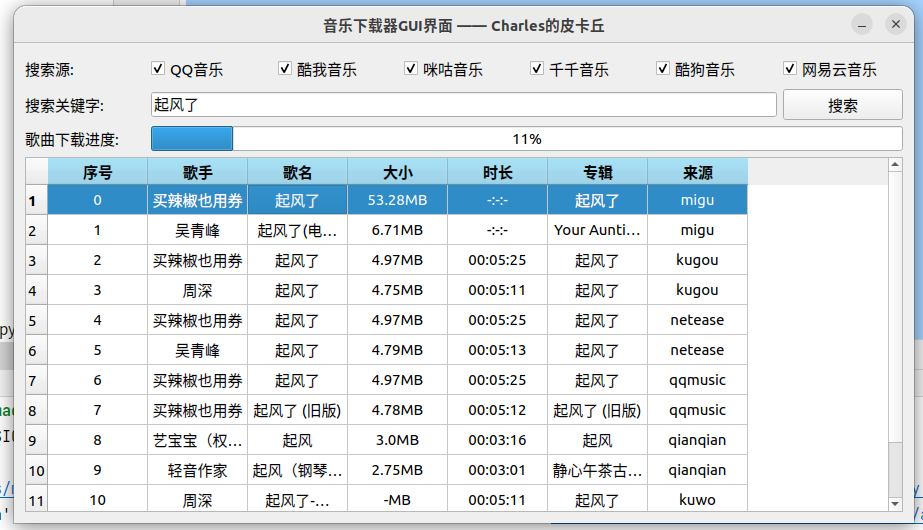 音乐下载器GUI界面 —— Charles的皮卡丘
搜索源: QQ音乐 酷我音乐 咪咕音乐 千千音乐 酷狗音乐 网易云音乐
搜索关键字: 起风了 搜索
歌曲下载进度: 11%
序号 歌手 歌名 大小 时长 专辑 来源
1 0 买辣椒也用券 起风了 53.28MB -:-:- 起风了 migu
2 1 吴青峰 起风了(电... 6.71MB -:-:- Your Aunti... migu
3 2 买辣椒也用券 起风了 4.97MB 00:05:25 起风了 kugou
4 3 周深 起风了 4.75MB 00:05:11 起风了 kugou
5 4 买辣椒也用券 起风了 4.97MB 00:05:25 起风了 netease
6 5 吴青峰 起风了 4.79MB 00:05:13 起风了 netease
7 6 买辣椒也用券 起风了 4.97MB 00:05:25 起风了 qqmusic
8 7 买辣椒也用券 起风了 (旧版) 4.78MB 00:05:12 起风了 (旧版) qqmusic
9 8 艺宝宝（权... 起风 3.0MB 00:03:16 起风 qianqian
10 9 轻音作家 起风（钢琴... 2.75MB 00:03:01 静心午茶古... qianqian
11 10 周深 起风了-... -MB 00:05:11 起风了 kuwo